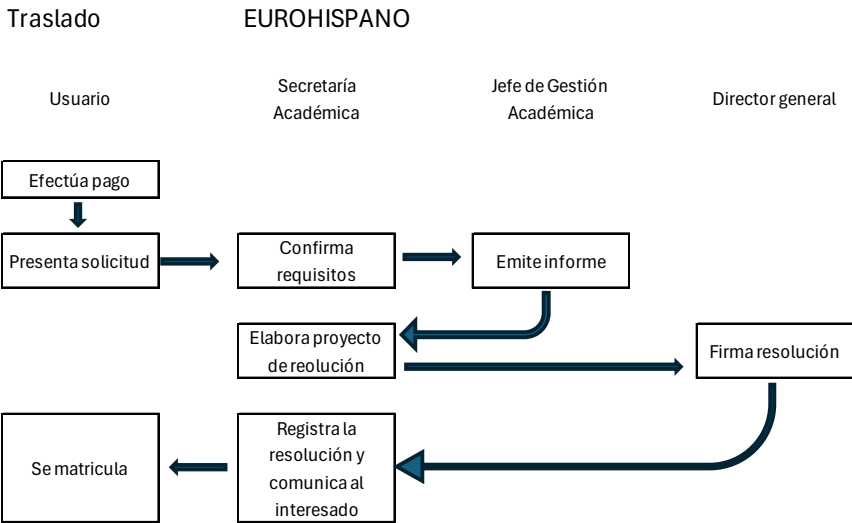 Traslado EUROHISPANO
Usuario
Secretaría
Académica
Jefe de Gestión
Académica
Director general
Efectúa pago
Presenta solicitud
Confirma
requisitos
Emite informe
Elabora proyecto
de reolución
Firma resolución
Se matricula
Registra la
resolución y
comunica al
interesado